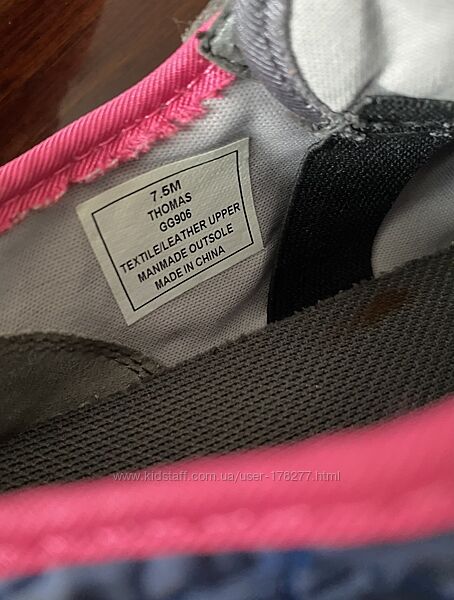 7.5M
THOMAS
GG906
TEXTILE/LEATHER UPPER
MANMADE OUTSOLE
MADE IN CHINA
www.kidstaff.com.ua/user-178277.html